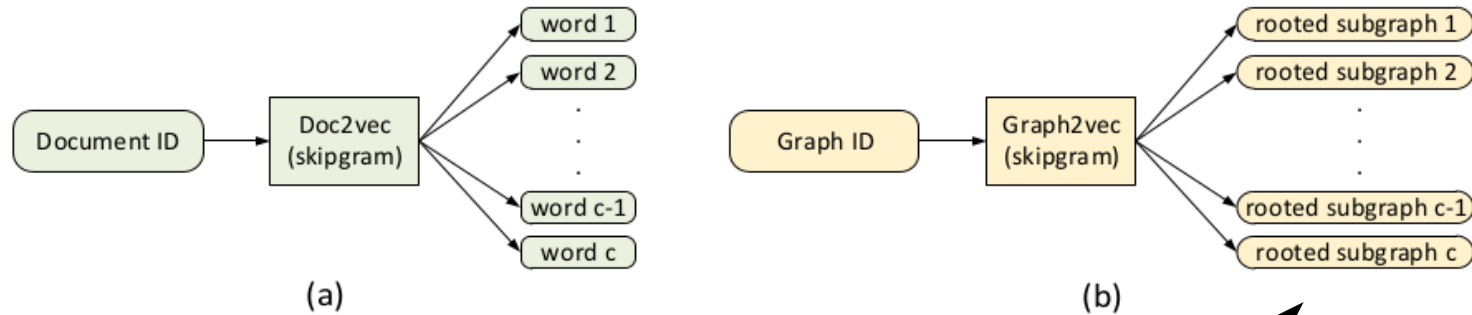 word 1
word 2
.
.
.
Document ID
Doc2vec
(skipgram)
word c-1
word c
(a)
rooted subgraph 1
rooted subgraph 2
.
.
.
Graph ID
Graph2vec
(skipgram)
rooted subgraph c-1
rooted subgraph c
(b)